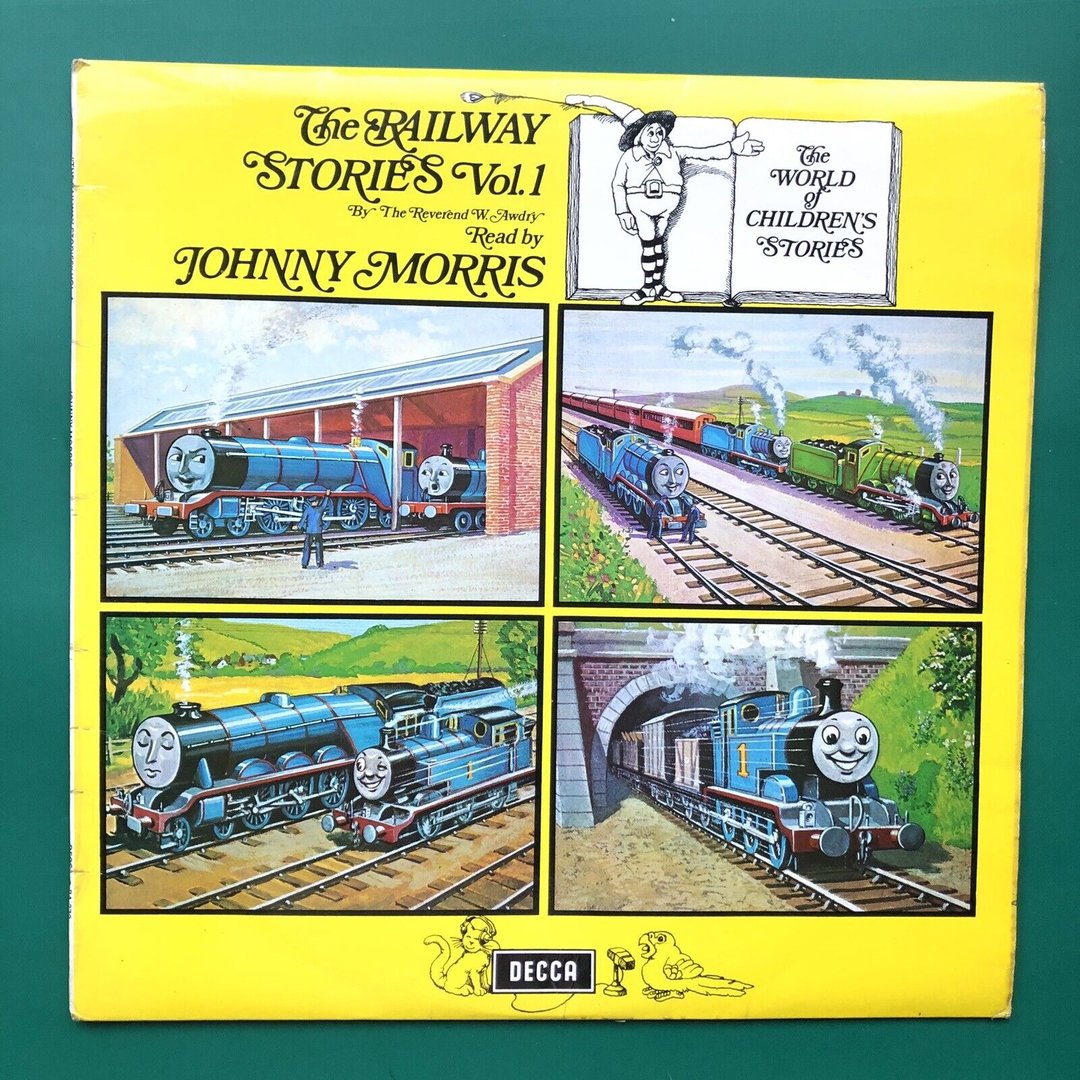 The RAILWAY
STORIES Vol. 1
By The Reverend W. Awdry
Read by
JOHNNY MORRIS
The
WORLD
of
CHILDREN'S
STORIES
1
1
DECCA